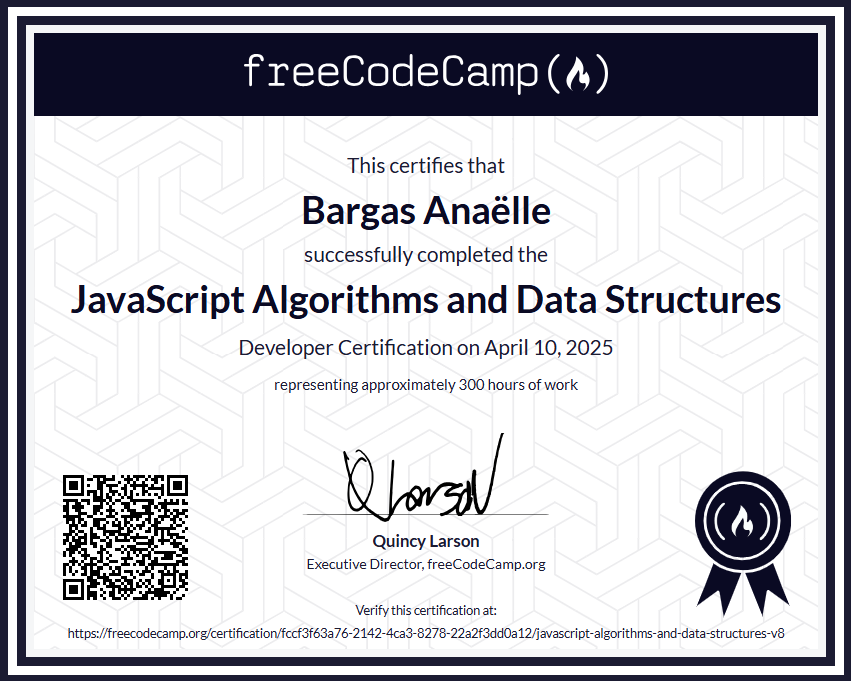 freeCodeCamp
This certifies that
Bargas Anaëlle
successfully completed the
JavaScript Algorithms and Data Structures
Developer Certification on April 10, 2025
representing approximately 300 hours of work
Q Larson
Quincy Larson
Executive Director, freeCodeCamp.org
Verify this certification at:
https://freecodecamp.org/certification/fccf3f63a76-2142-4ca3-8278-22a2f3dd0a12/javascript-algorithms-and-data-structures-v8